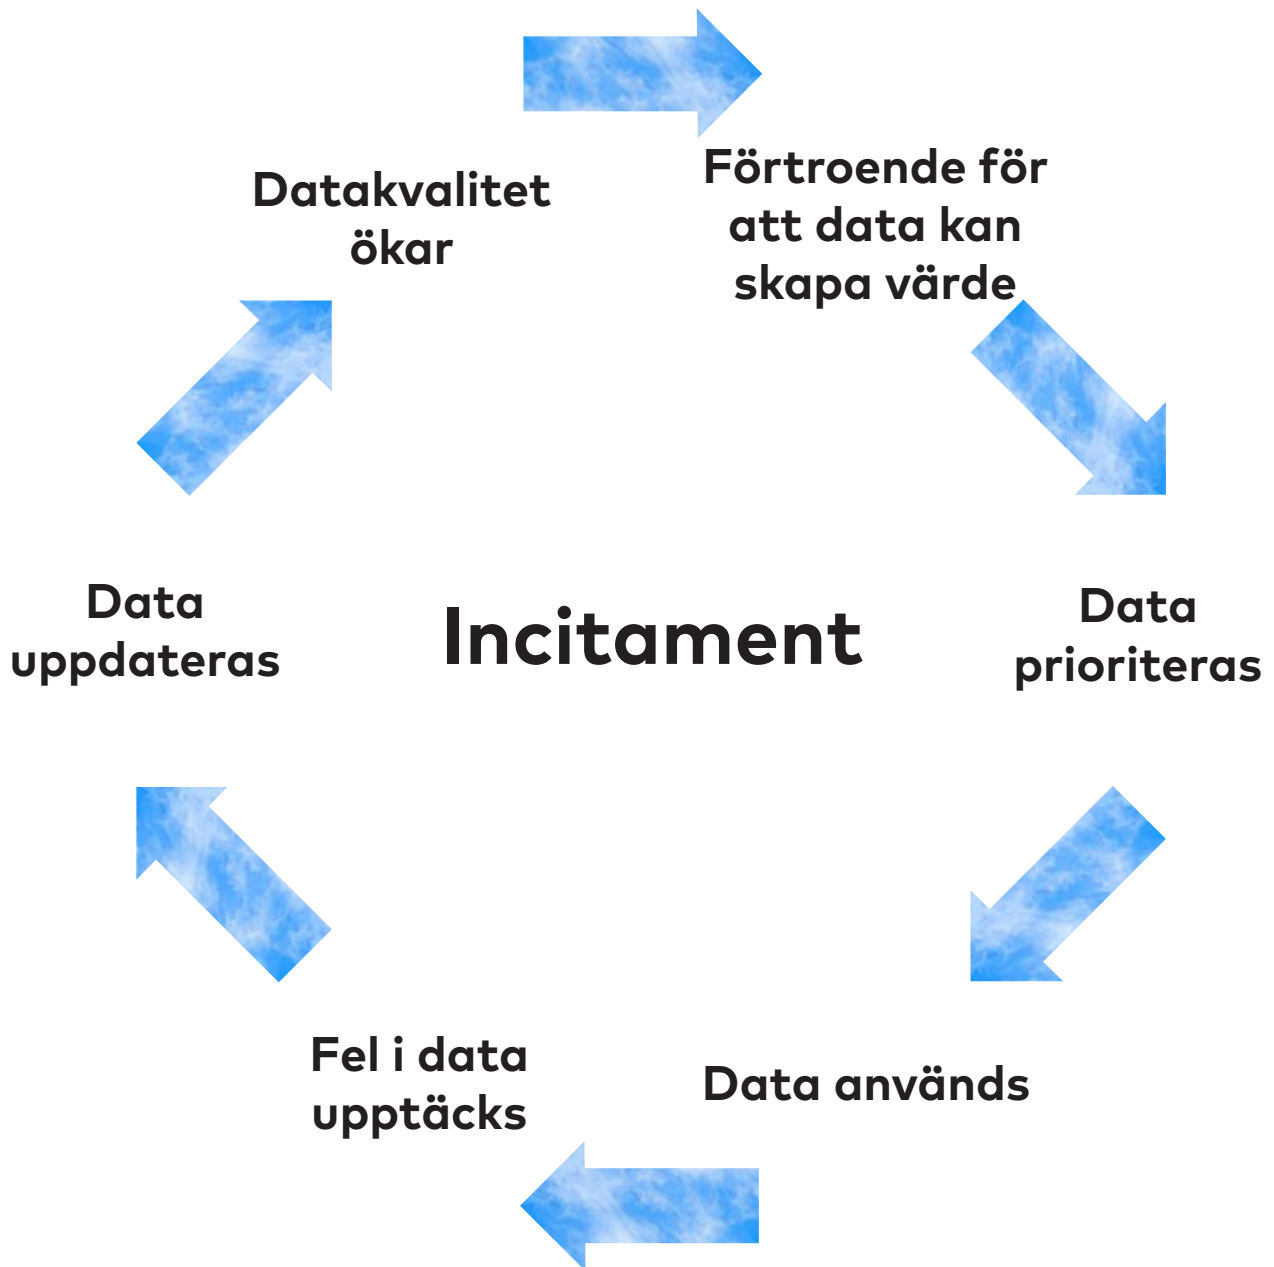 Datakvalitet
ökar
Förtroende för
att data kan
skapa värde
Data
uppdateras
Incitament
Data
prioriteras
Fel i data
upptäcks
Data används